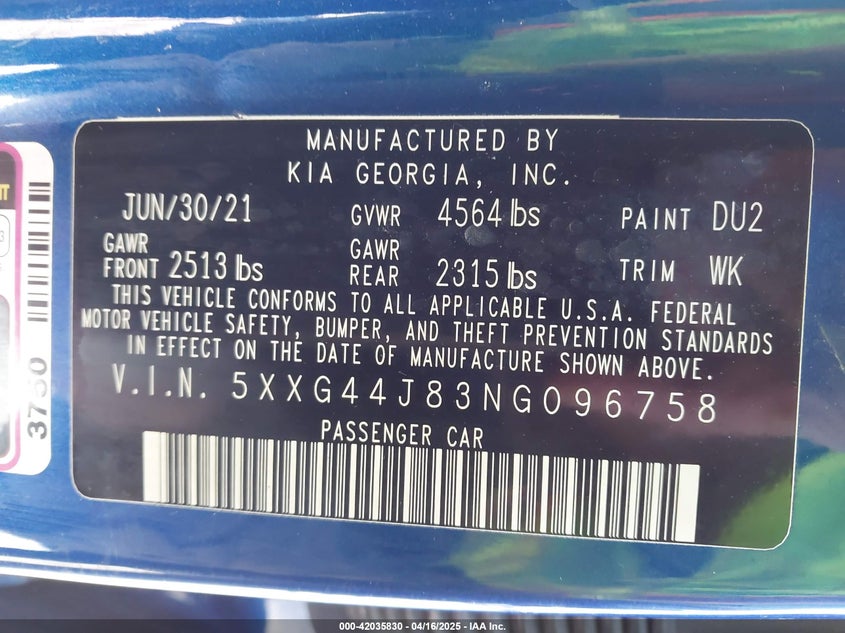 MANUFACTURED BY
KIA GEORGIA, INC.
JUN/30/21 GVWR 4564 lbs PAINT DU2
GAWR FRONT 2513 lbs GAWR REAR 2315 lbs TRIM WK
THIS VEHICLE CONFORMS TO ALL APPLICABLE U.S.A. FEDERAL
MOTOR VEHICLE SAFETY, BUMPER, AND THEFT PREVENTION STANDARDS
IN EFFECT ON THE DATE OF MANUFACTURE SHOWN ABOVE.
V.I.N. 5XXG44J83NG096758
PASSENGER CAR
3750
000-42035830 - 04/16/2025 - IAA Inc.